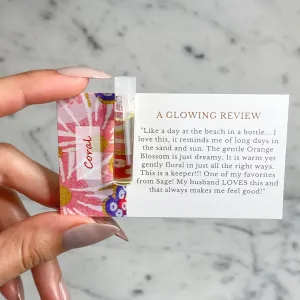 Coral
A GLOWING REVIEW
"Like a day at the beach in a bottle... I
love this, it reminds me of long days in
the sand and sun. The gentle Orange
Blossom is just dreamy. It is warm yet
gently floral in just all the right ways.
This is a keeper!!! One of my favorites
from Sage! My husband LOVES this and
that always makes me feel good!"